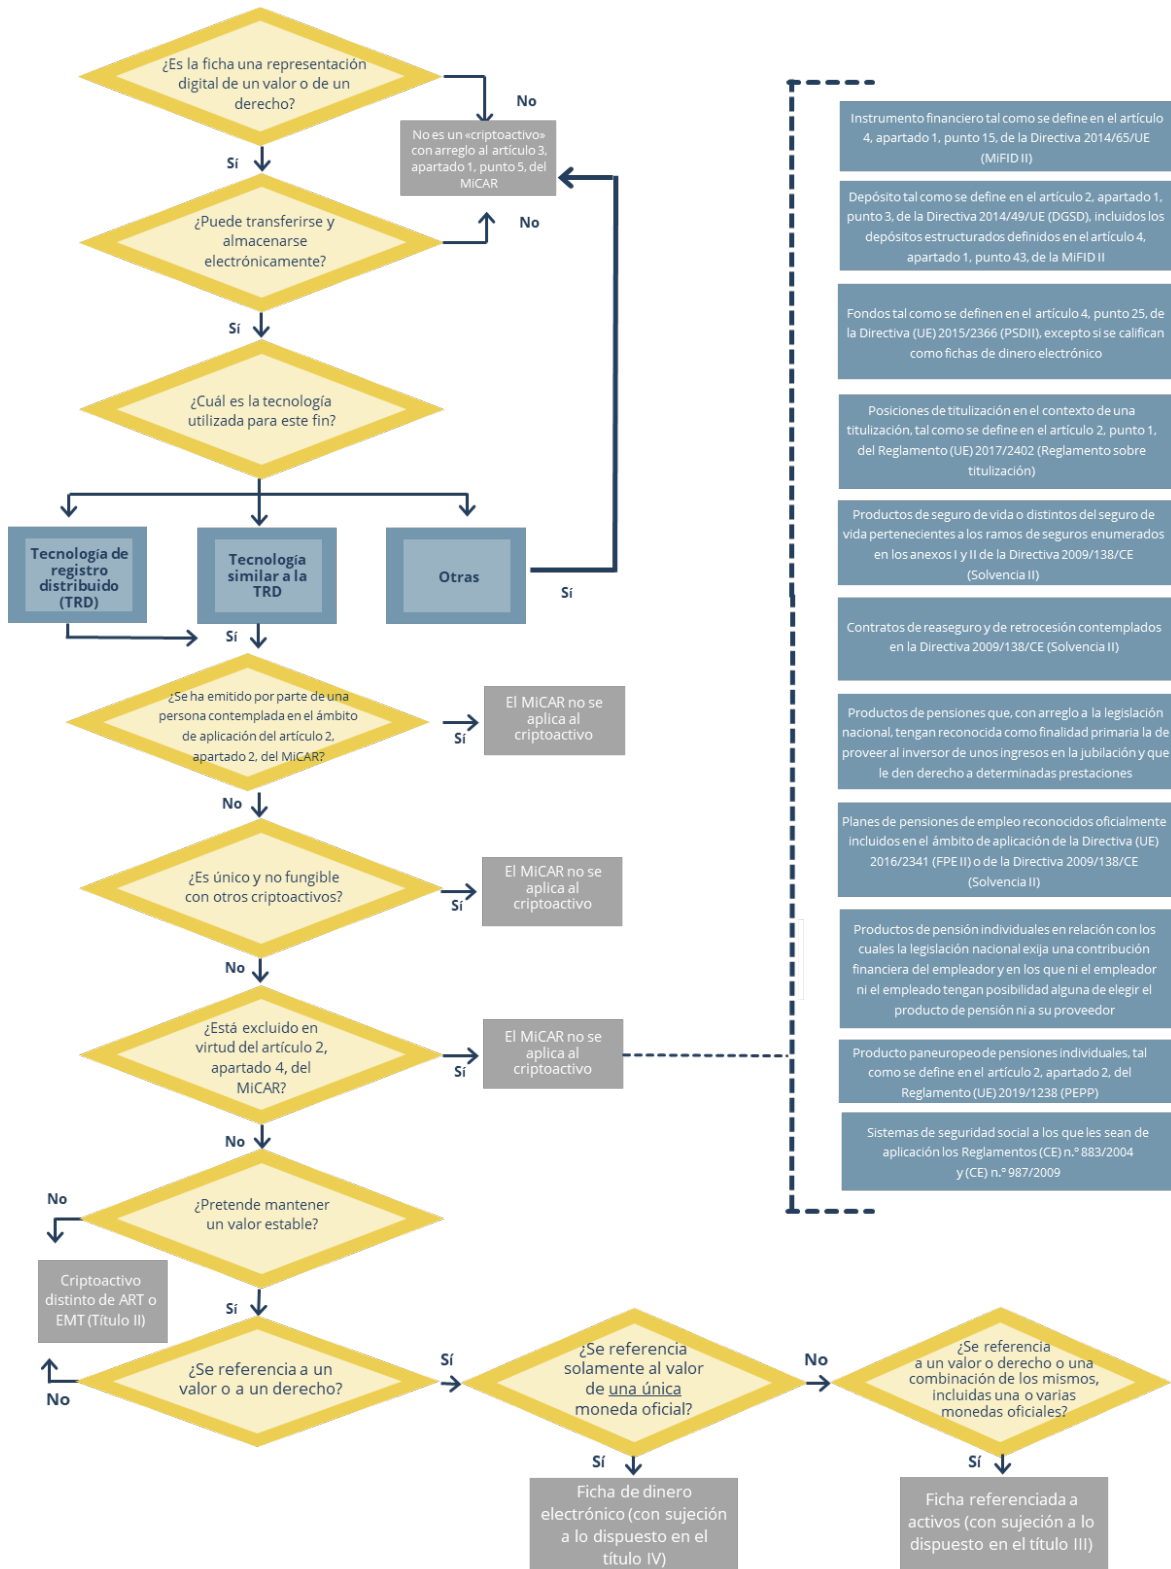 ¿Es la ficha una representación
digital de un valor o de un
derecho?
No
No es un «criptoactivo»
con arreglo al artículo 3,
apartado 1, punto 5, del
MiCAR
Sí
¿Puede transferirse y
almacenarse
electrónicamente?
No
Sí
¿Cuál es la tecnología
utilizada para este fin?
Tecnología de
registro
distribuido
(TRD)
Tecnología
similar a la
TRD
Otras
Sí
Sí
¿Se ha emitido por parte de una
persona contemplada en el ámbito
de aplicación del artículo 2,
apartado 2, del MiCAR?
Sí
El MiCAR no se
aplica al
criptoactivo
No
¿Es único y no fungible
con otros criptoactivos?
Sí
El MiCAR no se
aplica al
criptoactivo
No
¿Está excluido en
virtud del artículo 2,
apartado 4, del
MiCAR?
Sí
El MiCAR no se
aplica al
criptoactivo
No
¿Pretende mantener
un valor estable?
No
Criptoactivo
distinto de ART o
EMT (Título II)
Sí
¿Se referencia a un
valor o a un derecho?
No
Sí
¿Se referencia
solamente al valor
de una única
moneda oficial?
No
¿Se referencia
a un valor o derecho o una
combinación de los mismos,
incluidas una o varias
monedas oficiales?
Sí
Ficha de dinero
electrónico (con sujeción
a lo dispuesto en el
título IV)
Sí
Ficha referenciada a
activos (con sujeción a lo
dispuesto en el título III)
Instrumento financiero tal como se define en el artículo
4, apartado 1, punto 15, de la Directiva 2014/65/UE
(MiFID II)
Depósito tal como se define en el artículo 2, apartado 1,
punto 3, de la Directiva 2014/49/UE (DGSD), incluidos los
depósitos estructurados definidos en el artículo 4,
apartado 1, punto 43, de la MiFID II
Fondos tal como se definen en el artículo 4, punto 25, de
la Directiva (UE) 2015/2366 (PSDII), excepto si se califican
como fichas de dinero electrónico
Posiciones de titulización en el contexto de una
titulización, tal como se define en el artículo 2, punto 1,
del Reglamento (UE) 2017/2402 (Reglamento sobre
titulización)
Productos de seguro de vida o distintos del seguro de
vida pertenecientes a los ramos de seguros enumerados
en los anexos I y II de la Directiva 2009/138/CE
(Solvencia II)
Contratos de reaseguro y de retrocesión contemplados
en la Directiva 2009/138/CE (Solvencia II)
Productos de pensiones que, con arreglo a la legislación
nacional, tengan reconocida como finalidad primaria la de
proveer al inversor de unos ingresos en la jubilación y que
le den derecho a determinadas prestaciones
Planes de pensiones de empleo reconocidos oficialmente
incluidos en el ámbito de aplicación de la Directiva (UE)
2016/2341 (FPE II) o de la Directiva 2009/138/CE
(Solvencia II)
Productos de pensión individuales en relación con los
cuales la legislación nacional exija una contribución
financiera del empleador y en los que ni el empleador
ni el empleado tengan posibilidad alguna de elegir el
producto de pensión ni a su proveedor
Producto paneuropeo de pensiones individuales, tal
como se define en el artículo 2, apartado 2, del
Reglamento (UE) 2019/1238 (PEPP)
Sistemas de seguridad social a los que les sean de
aplicación los Reglamentos (CE) n.º 883/2004
y (CE) n.º 987/2009